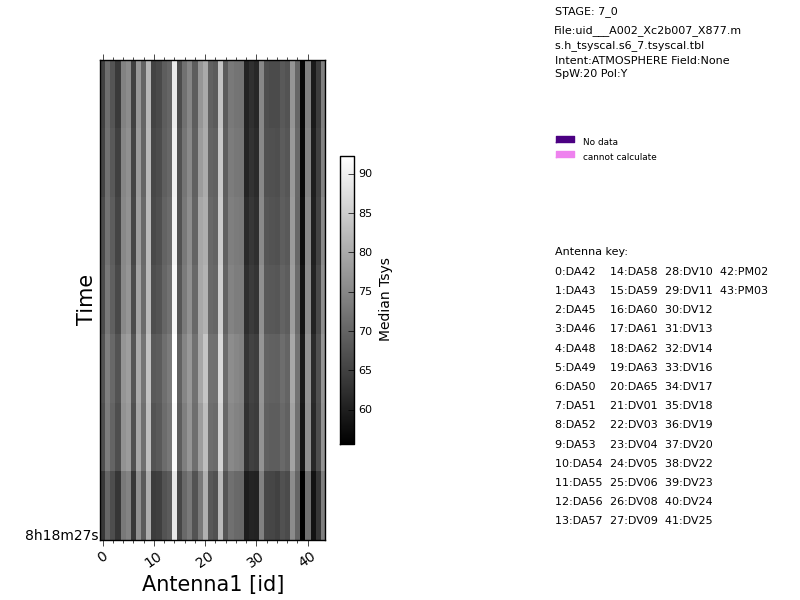 STAGE: 7_0
File:uid___A002_Xc2b007_X877.m
s.h_tsyscal.s6_7.tsyscal.tbl
Intent:ATMOSPHERE Field:None
SpW:20 Pol:Y
No data
cannot calculate
90
85
80
75
70
65
60
Median Tsys
Time
8h18m27s
0 10 20 30 40
Antenna1 [id]
Antenna key:
0:DA42 14:DA58 28:DV10 42:PM02
1:DA43 15:DA59 29:DV11 43:PM03
2:DA45 16:DA60 30:DV12
3:DA46 17:DA61 31:DV13
4:DA48 18:DA62 32:DV14
5:DA49 19:DA63 33:DV16
6:DA50 20:DA65 34:DV17
7:DA51 21:DV01 35:DV18
8:DA52 22:DV03 36:DV19
9:DA53 23:DV04 37:DV20
10:DA54 24:DV05 38:DV22
11:DA55 25:DV06 39:DV23
12:DA56 26:DV08 40:DV24
13:DA57 27:DV09 41:DV25